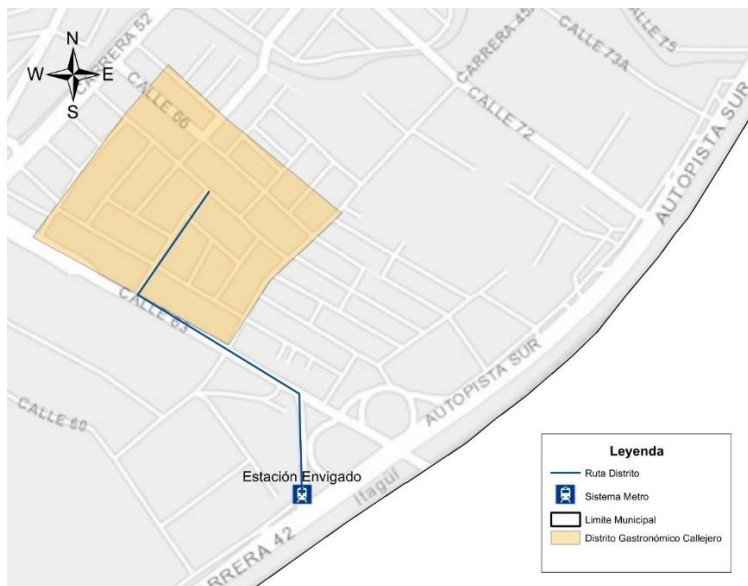 N
W E
S
CARRERA 52
CALLE 66
CARRERA 45A
CALLE 73A
CALLE 75
CALLE 72
AUTOPISTA SUR
CALLE 63
CALLE 60
AUTOPISTA SUR
Estación Envigado
Itagüí
CARRERA 42
Leyenda
Ruta Distrito
Sistema Metro
Limite Municipal
Distrito Gastronómico Callejero